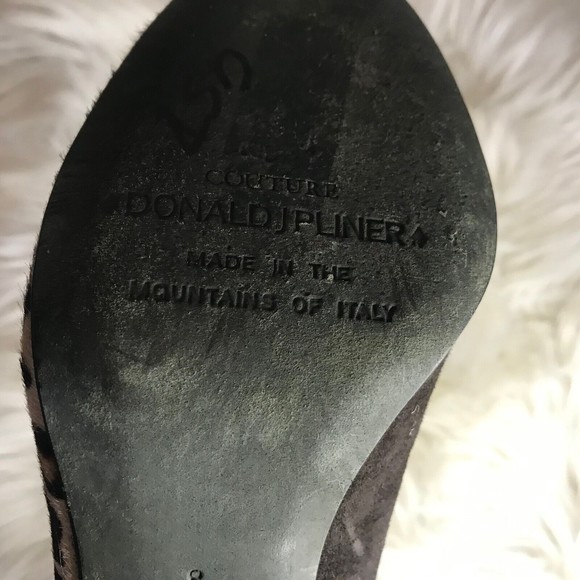 COUTURE
♦DONALD J PLINER♦
MADE IN THE
MOUNTAINS OF ITALY